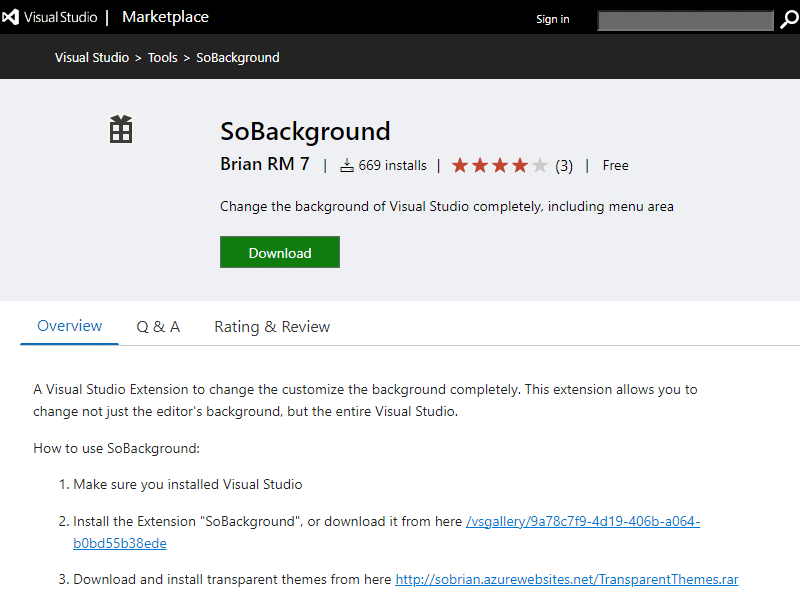 Visual Studio | Marketplace
Sign in
Visual Studio > Tools > SoBackground
SoBackground
Brian RM 7 | 669 installs | (3) | Free
Change the background of Visual Studio completely, including menu area
Download
Overview Q & A Rating & Review
A Visual Studio Extension to change the customize the background completely. This extension allows you to
change not just the editor's background, but the entire Visual Studio.
How to use SoBackground:
1. Make sure you installed Visual Studio
2. Install the Extension "SoBackground", or download it from here /vsgallery/9a78c7f9-4d19-406b-a064-
b0bd55b38ede
3. Download and install transparent themes from here http://sobrian.azurewebsites.net/TransparentThemes.rar